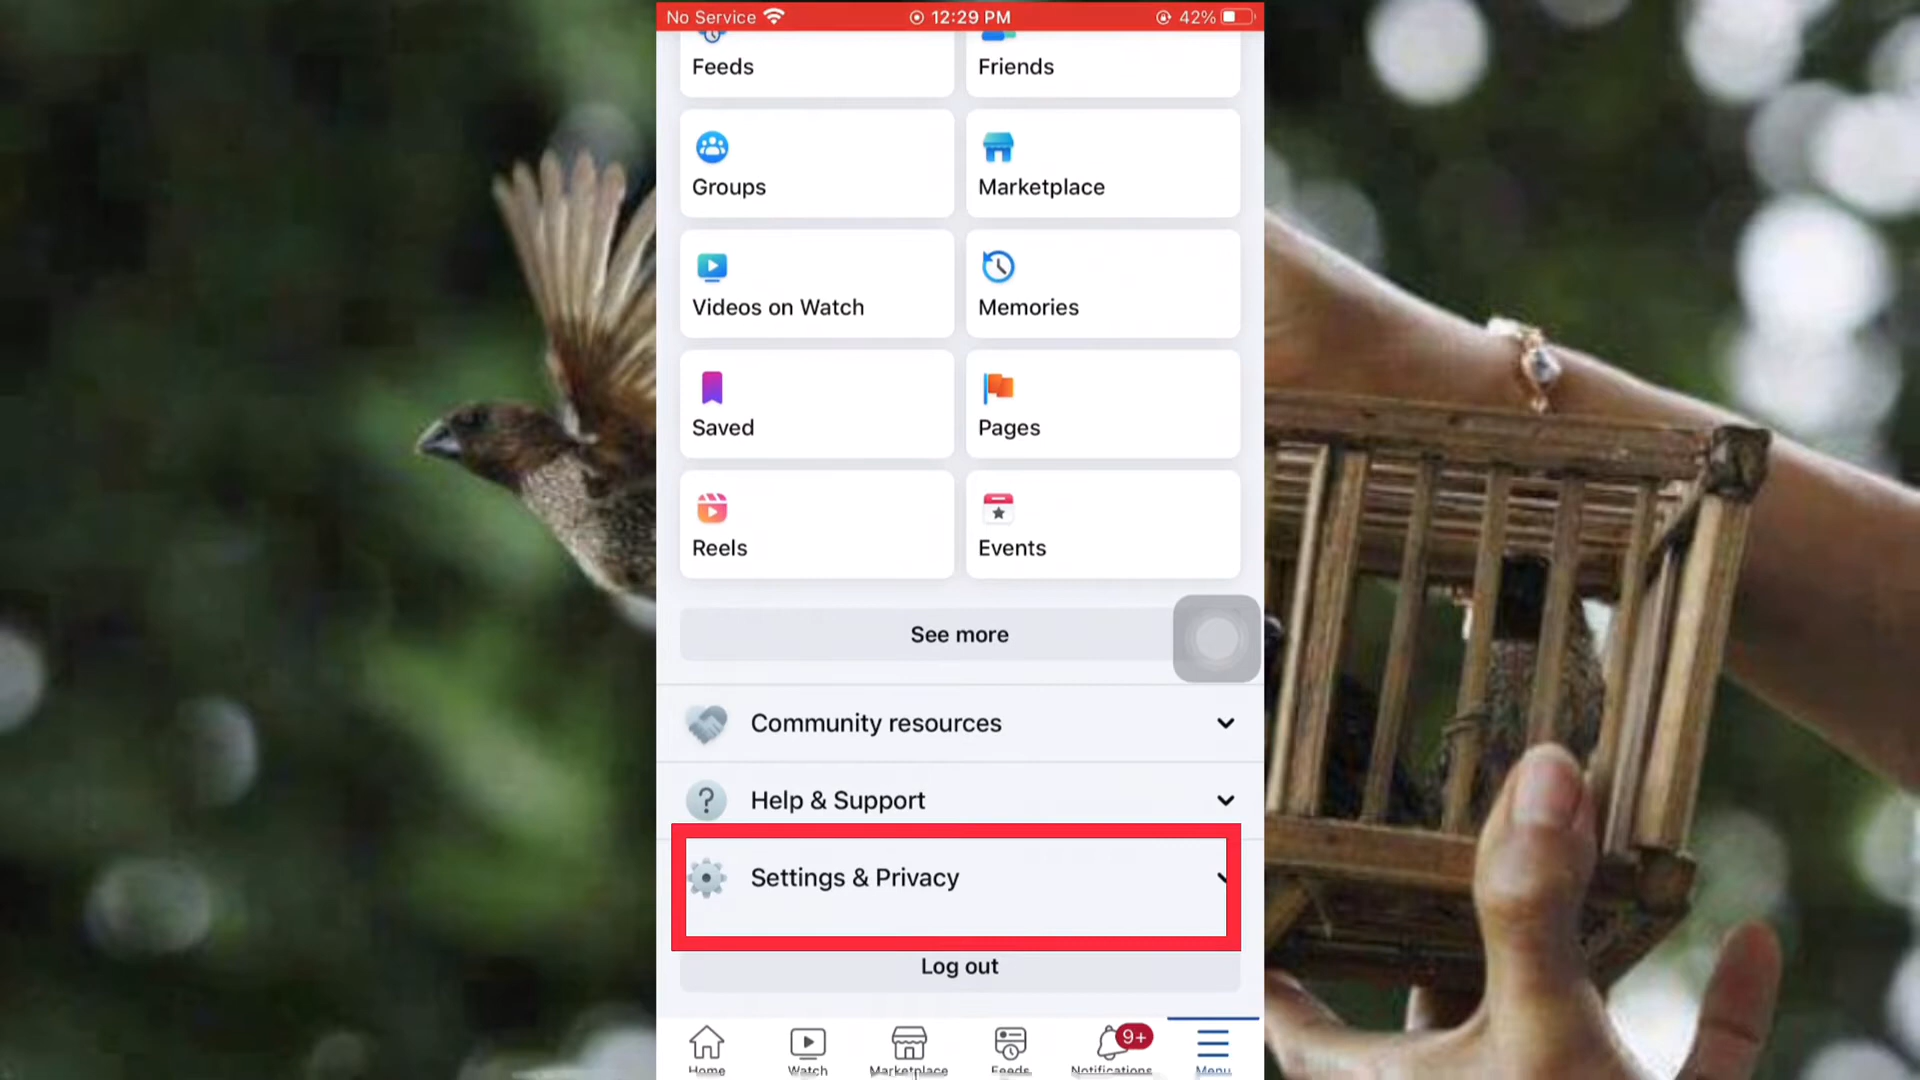 No Service 12:29 PM 42%
Feeds Friends
Groups Marketplace
Videos on Watch Memories
Saved Pages
Reels Events
See more
Community resources
? Help & Support
Settings & Privacy
Log out
9+
Home Watch Marketplace Feeds Notifications Menu